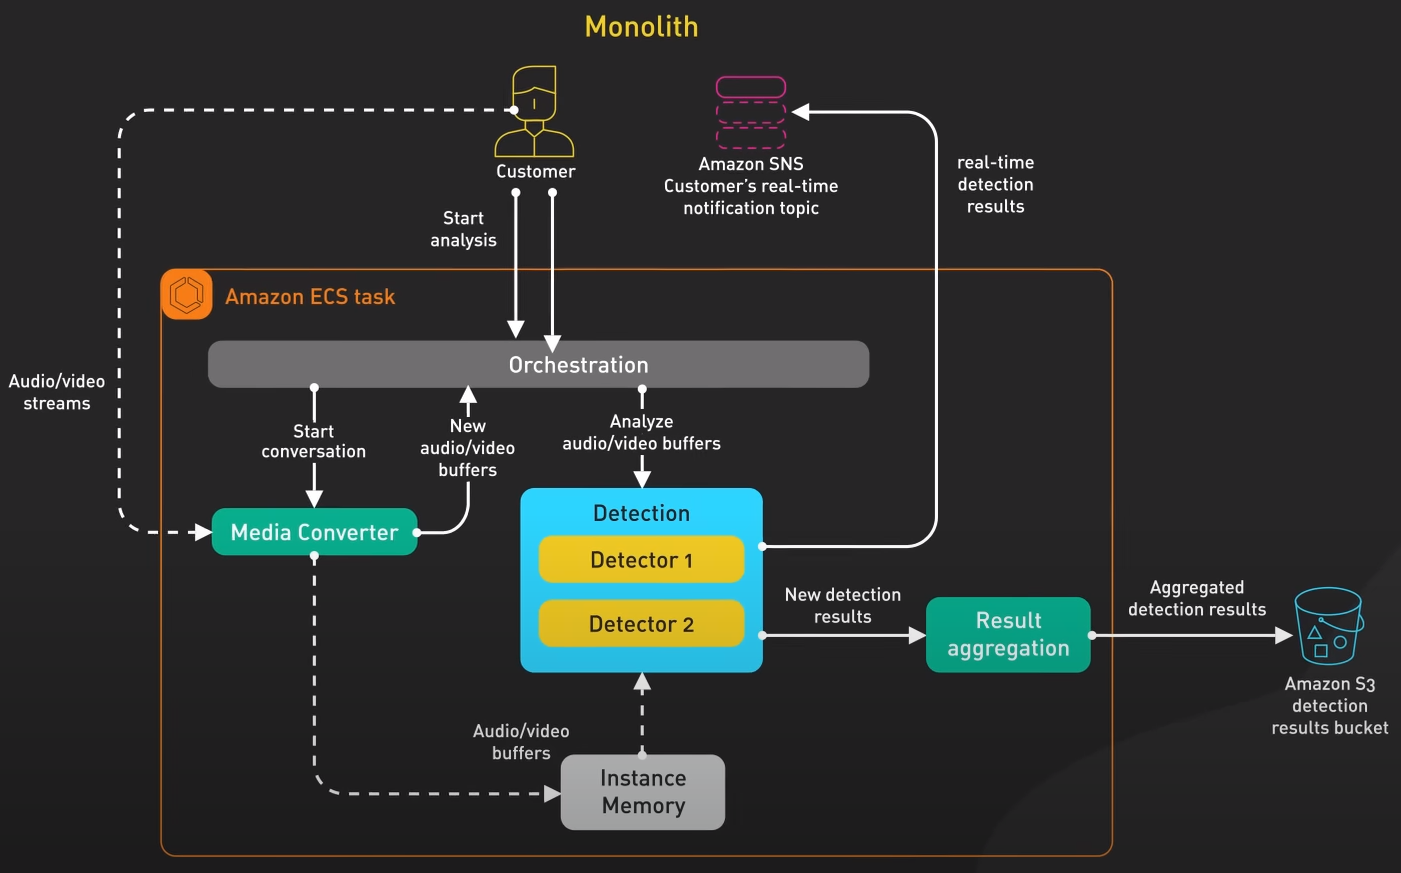 Monolith
Customer
Amazon SNS
Customer's real-time
notification topic
real-time
detection
results
Start
analysis
Amazon ECS task
Orchestration
Audio/video
streams
Start
conversation
New
audio/video
buffers
Analyze
audio/video buffers
Media Converter
Detection
Detector 1
Detector 2
New detection
results
Result
aggregation
Aggregated
detection results
Amazon S3
detection
results bucket
Audio/video
buffers
Instance
Memory